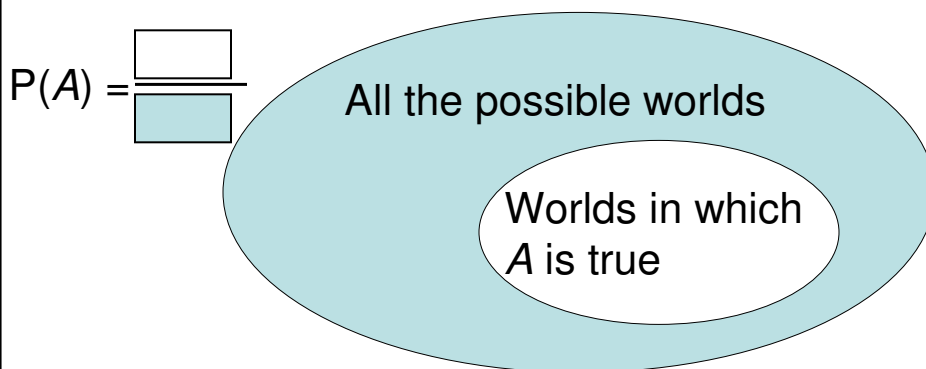 P(A) =
All the possible worlds
Worlds in which
A is true